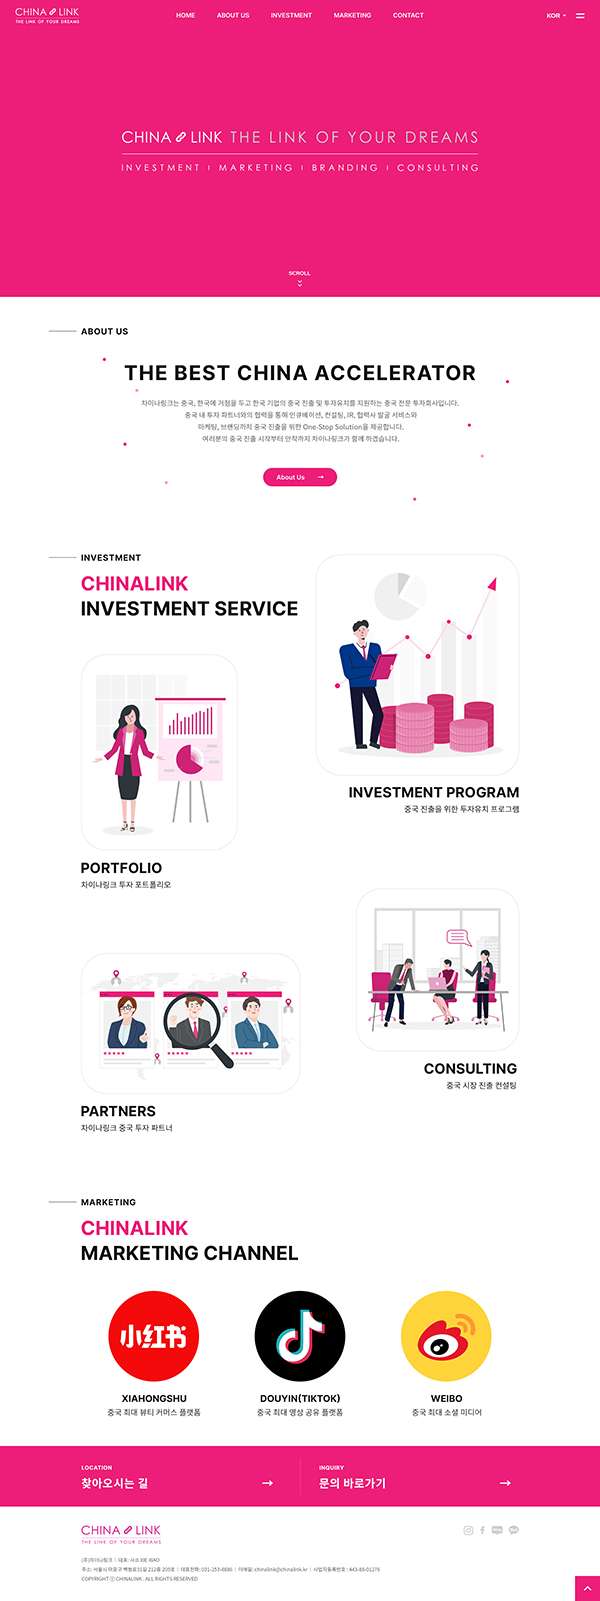 CHINA LINK
THE LINK OF YOUR DREAMS
HOME ABOUT US INVESTMENT MARKETING CONTACT
KOR
CHINA LINK THE LINK OF YOUR DREAMS
INVESTMENT | MARKETING | BRANDING | CONSULTING
SCROLL
ABOUT US
THE BEST CHINA ACCELERATOR
차이나링크는 중국, 한국에 거점을 두고 한국 기업의 중국 진출 및 투자유치를 지원하는 중국 전문 투자회사입니다.
중국 내 투자 파트너와의 협력을 통해 인큐베이션, 컨설팅, IR, 협력사 발굴 서비스와
마케팅, 브랜딩까지 중국 진출을 위한 One-Stop Solution을 제공합니다.
여러분의 중국 진출 시작부터 안착까지 차이나링크가 함께 하겠습니다.
About Us
INVESTMENT
CHINALINK
INVESTMENT SERVICE
INVESTMENT PROGRAM
중국 진출을 위한 투자유치 프로그램
PORTFOLIO
차이나링크 투자 포트폴리오
CONSULTING
중국 시장 진출 컨설팅
PARTNERS
차이나링크 중국 투자 파트너
MARKETING
CHINALINK
MARKETING CHANNEL
小红书
XIAHONGSHU
중국 최대 뷰티 커머스 플랫폼
DOUYIN(TIKTOK)
중국 최대 영상 공유 플랫폼
WEIBO
중국 최대 소셜 미디어
LOCATION
찾아오시는 길
INQUIRY
문의 바로가기
CHINA LINK
THE LINK OF YOUR DREAMS
(주)차이나링크 | 대표: 샤소 XIE XIAO
주소: 서울시 마포구 백범로31길 212층 205호 | 대표전화: 031-253-8886 | 이메일: chinalink@chinalink.kr | 사업자등록번호: 443-88-01276
COPYRIGHT ⓒ CHINALINK , ALL RIGHTS RESERVED